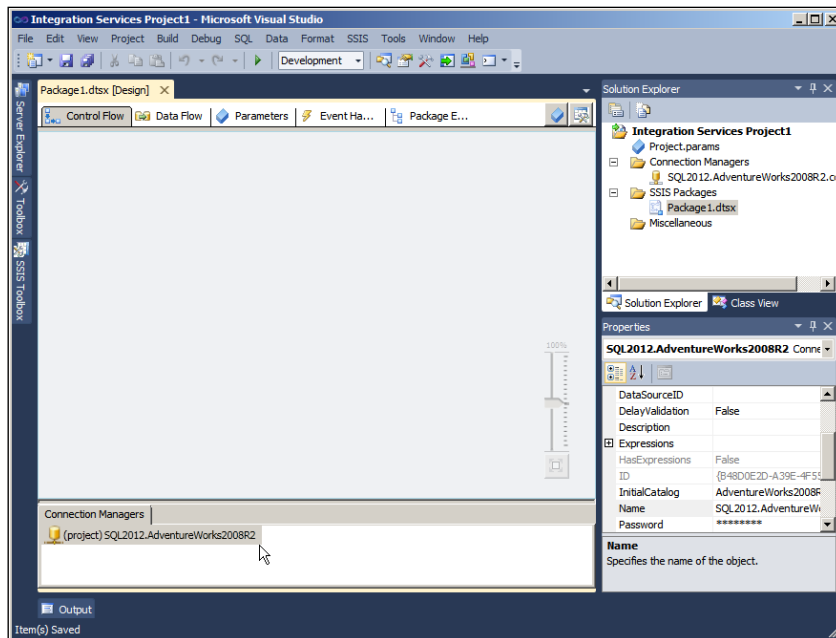 Integration Services Project1 - Microsoft Visual Studio
File Edit View Project Build Debug SQL Data Format SSIS Tools Window Help
Development
Package1.dtsx [Design]
Control Flow Data Flow Parameters Event Ha... Package E...
Server Explorer
Toolbox
SSIS Toolbox
100%
Connection Managers
(project) SQL2012.AdventureWorks2008R2
Solution Explorer
Integration Services Project1
Project.params
Connection Managers
SQL2012.AdventureWorks2008R2.co
SSIS Packages
Package1.dtsx
Miscellaneous
Solution Explorer Class View
Properties
SQL2012.AdventureWorks2008R2 Conne
DataSourceID
DelayValidation False
Description
Expressions
HasExpressions False
ID {B48D0E2D-A39E-4F55
InitialCatalog AdventureWorks2008R
Name SQL2012.AdventureWo
Password ********
Name
Specifies the name of the object.
Output
Item(s) Saved